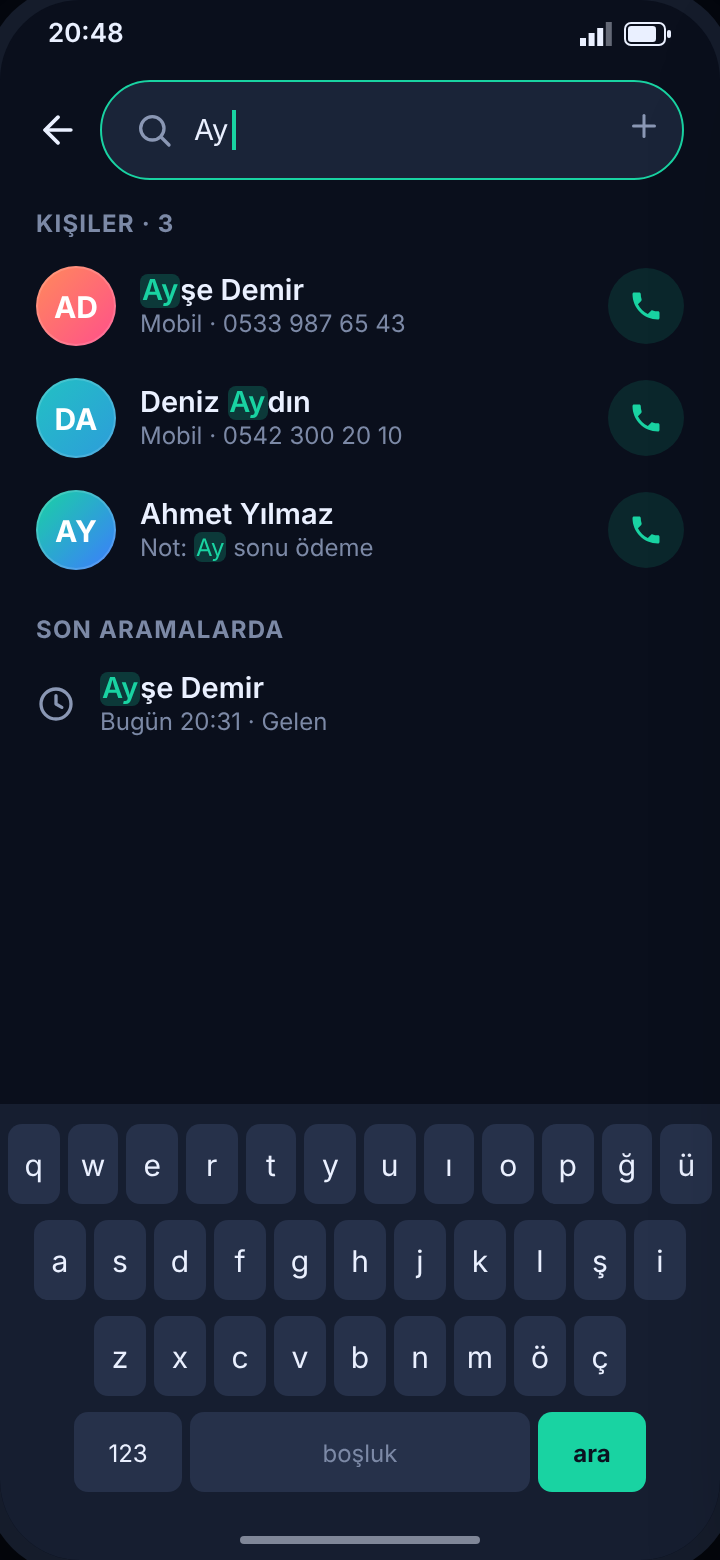 20:48
Ay
KIŞILER · 3
AD
Ayşe Demir
Mobil · 0533 987 65 43
DA
Deniz Aydın
Mobil · 0542 300 20 10
AY
Ahmet Yılmaz
Not: Ay sonu ödeme
SON ARAMALARDA
Ayşe Demir
Bugün 20:31 · Gelen
q w e r t y u ı o p ğ ü
a s d f g h j k l ş i
z x c v b n m ö ç
123 boşluk ara